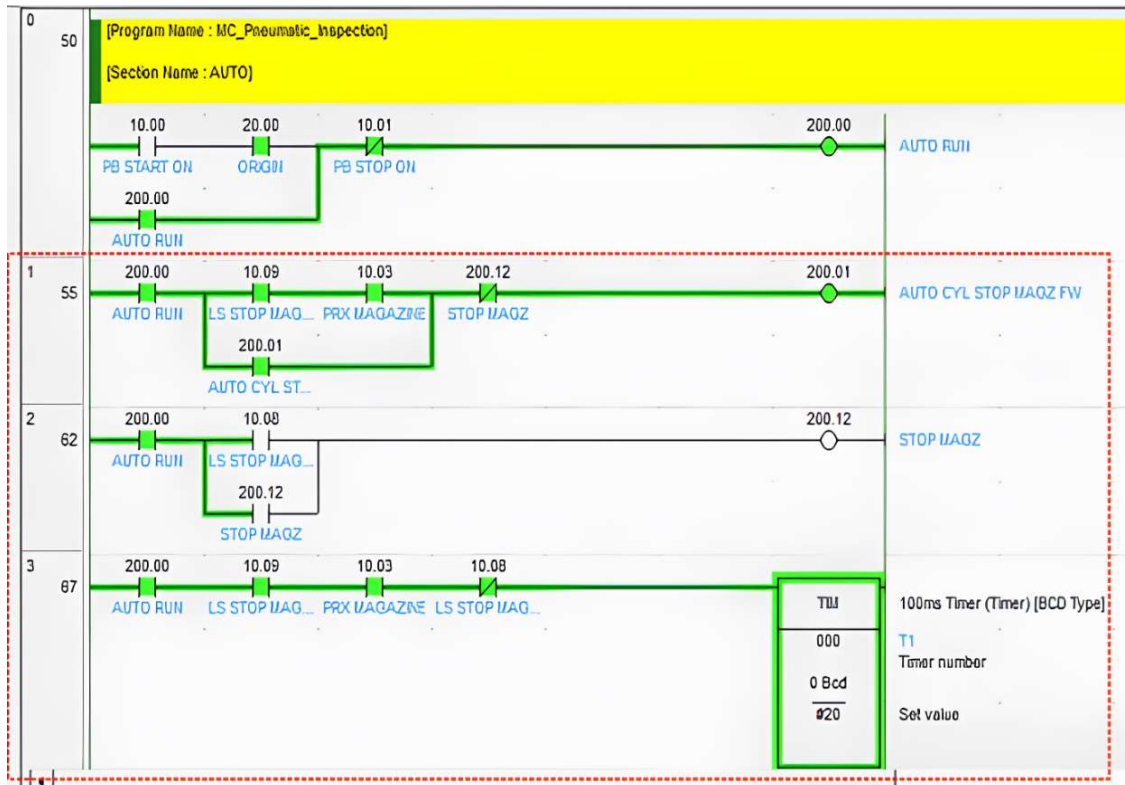 0
50
[Program Name : MC_Pneumatic_Inspection]
[Section Name : AUTO]
10.00 20.00 10.01 200.00
PB START ON ORIGIN PB STOP ON AUTO RUN
200.00
AUTO RUN
1
55
200.00 10.09 10.03 200.12 200.01
AUTO RUN LS STOP MAG... PRX MAGAZINE STOP MAGZ AUTO CYL STOP MAGZ FW
200.01
AUTO CYL ST...
2
62
200.00 10.08 200.12
AUTO RUN LS STOP MAG... STOP MAGZ
200.12
STOP MAGZ
3
67
200.00 10.09 10.03 10.08
AUTO RUN LS STOP MAG... PRX MAGAZINE LS STOP MAG...
TIM 100ms Timer (Timer) [BCD Type]
000 T1
Timer number
0 Bcd
#20 Set value